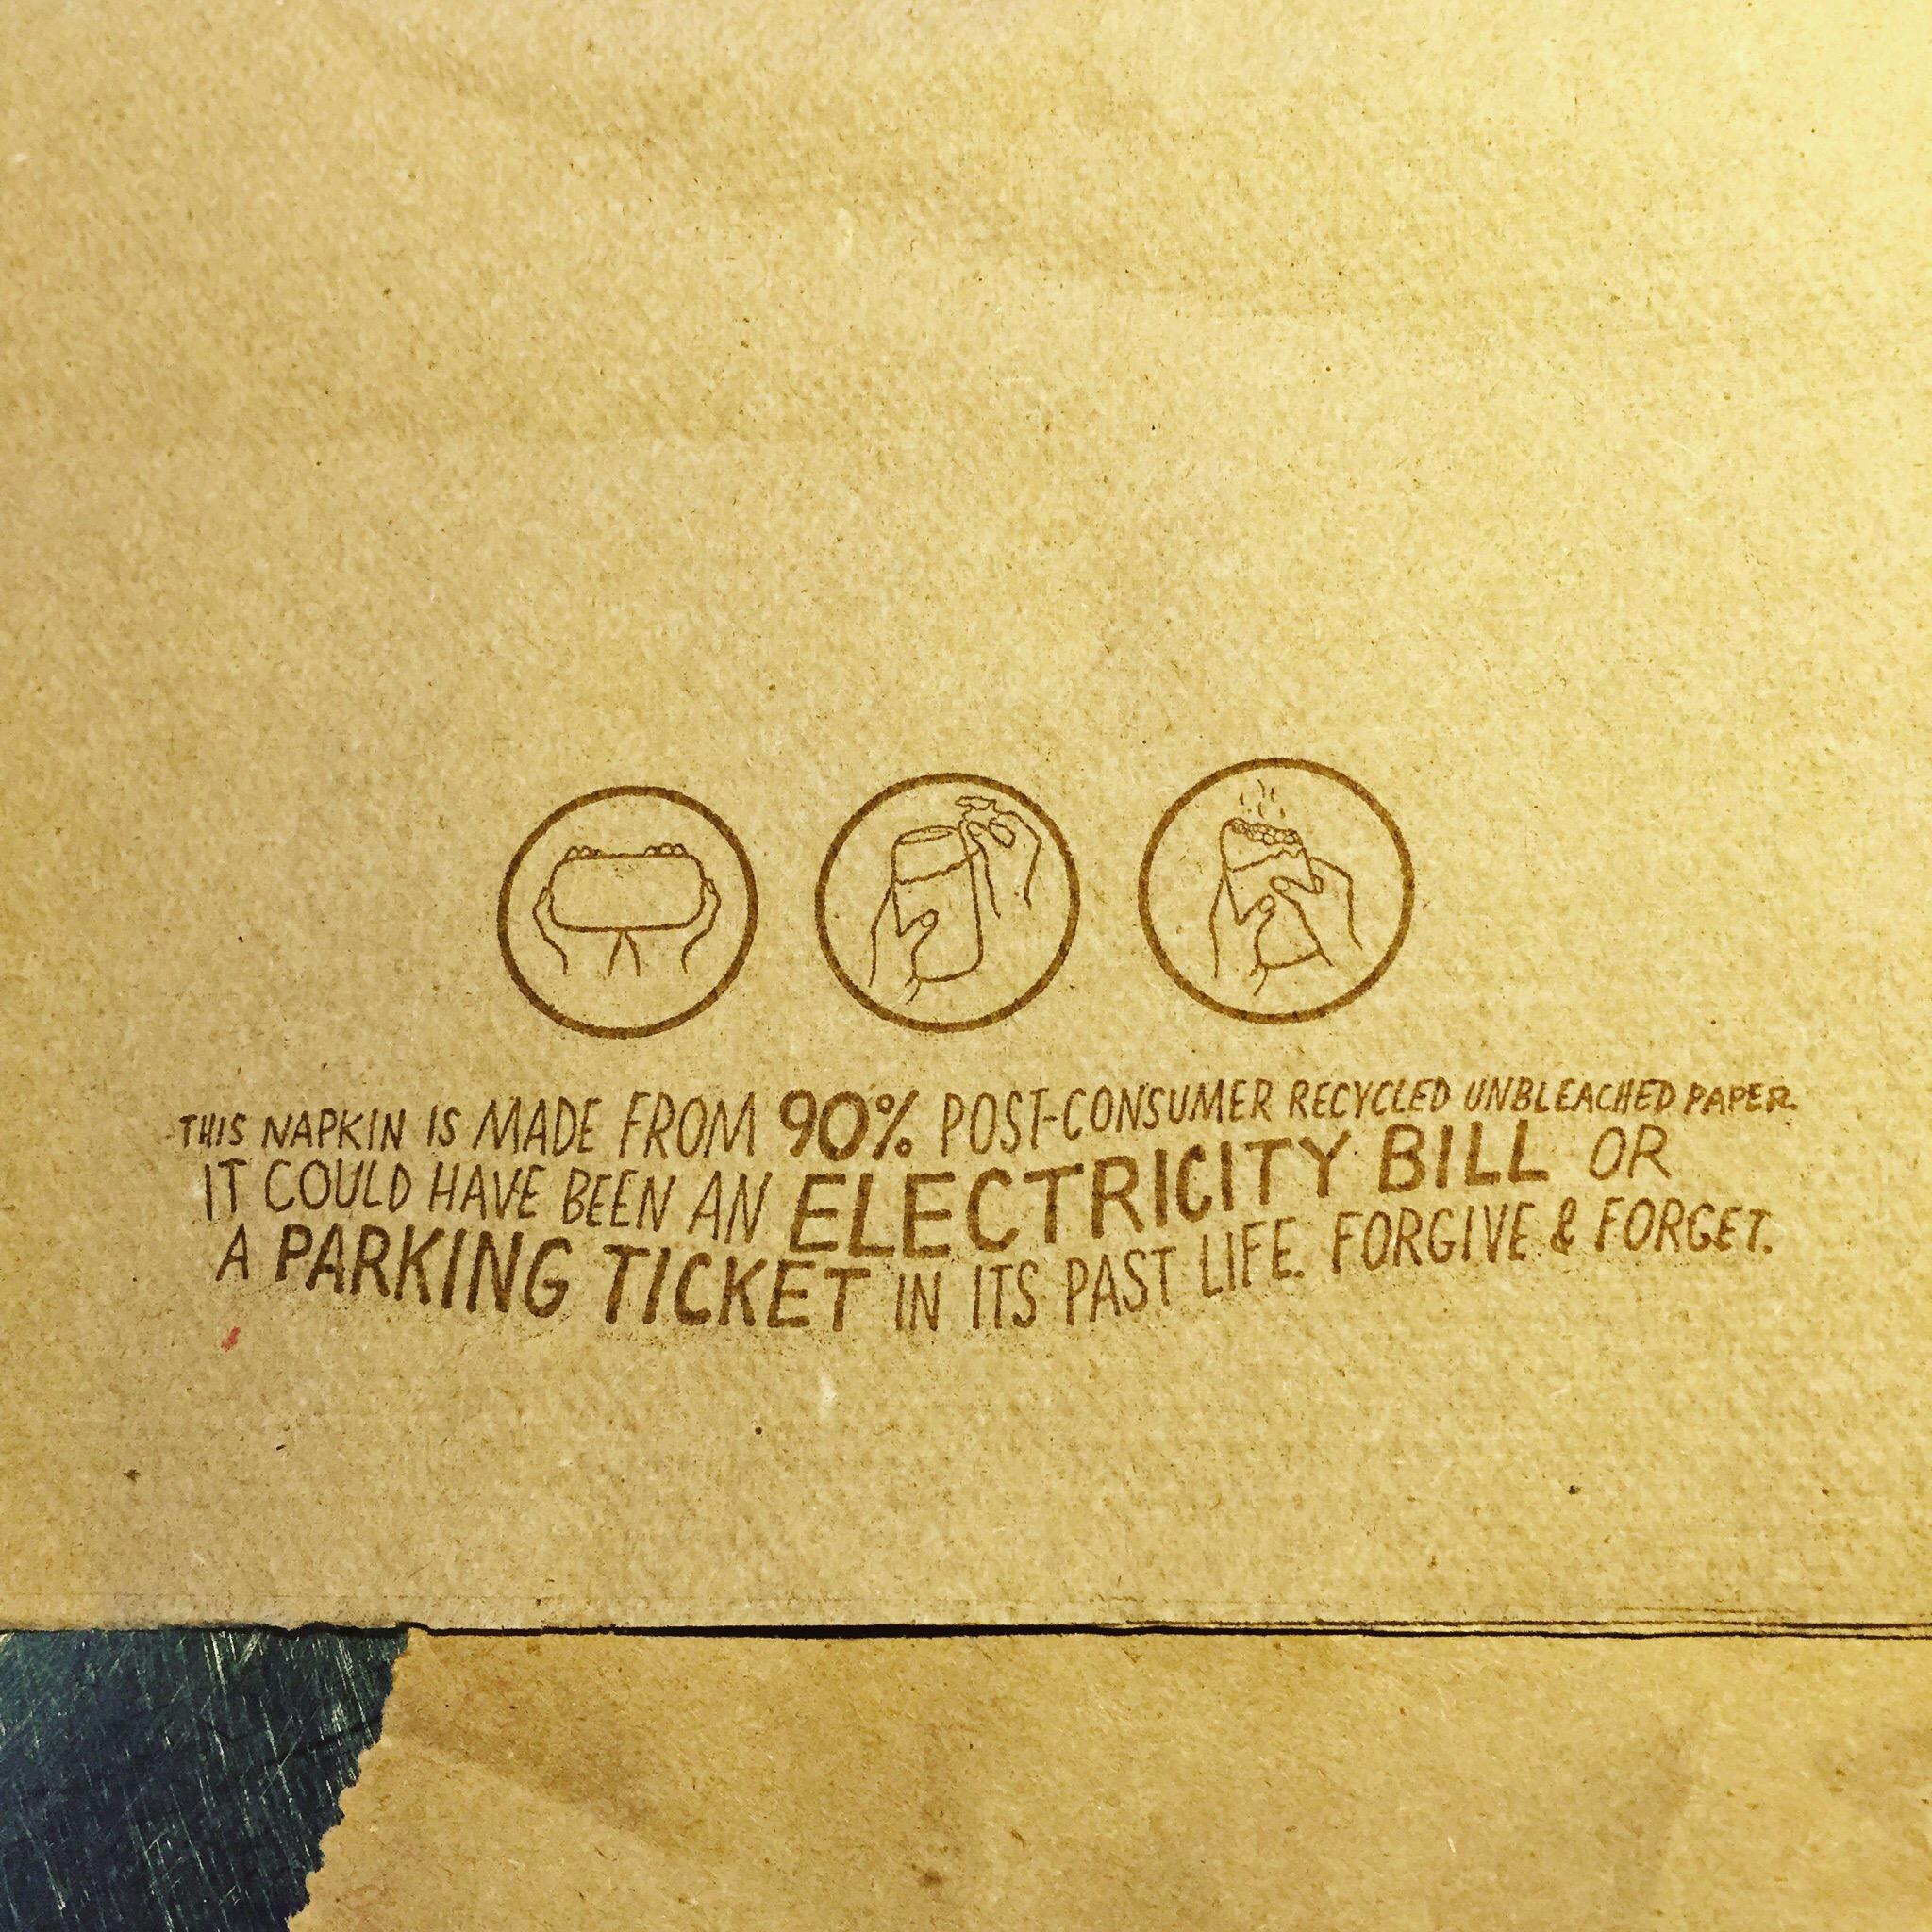 THIS NAPKIN IS MADE FROM 90% POST-CONSUMER RECYCLED UNBLEACHED PAPER.
IT COULD HAVE BEEN AN ELECTRICITY BILL OR
A PARKING TICKET IN ITS PAST LIFE. FORGIVE & FORGET.